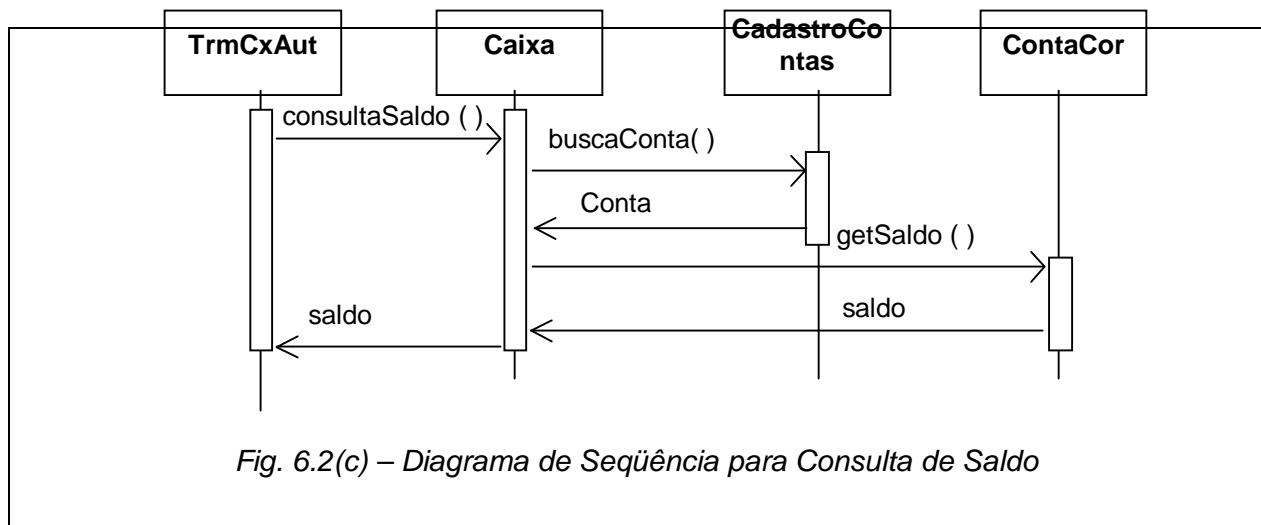 TrmCxAut
Caixa
CadastroCo
ntas
ContaCor
consultaSaldo ( )
buscaConta( )
Conta
getSaldo ( )
saldo
saldo
Fig. 6.2(c) – Diagrama de Seqüência para Consulta de Saldo